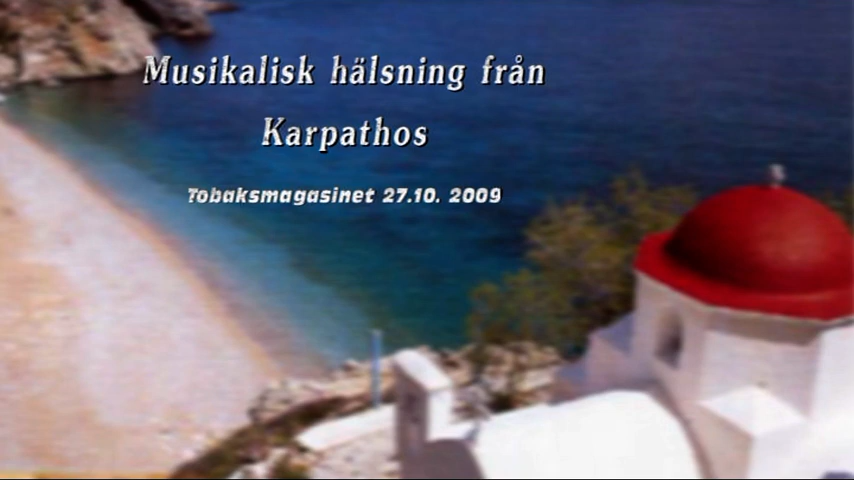 Musikalisk hälsning från
Karpathos
Tobaksmagasinet 27.10. 2009